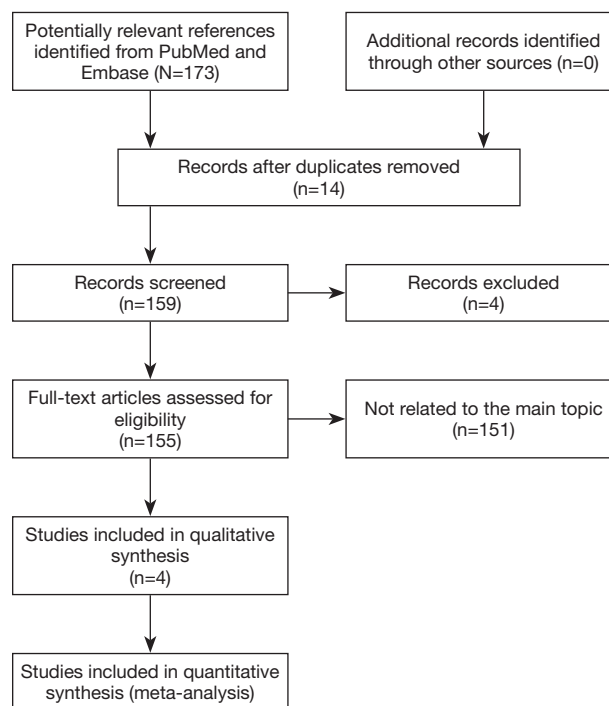 Potentially relevant references
identified from PubMed and
Embase (N=173)
Additional records identified
through other sources (n=0)
Records after duplicates removed
(n=14)
Records screened
(n=159)
Records excluded
(n=4)
Full-text articles assessed for
eligibility
(n=155)
Not related to the main topic
(n=151)
Studies included in qualitative
synthesis
(n=4)
Studies included in quantitative
synthesis (meta-analysis)